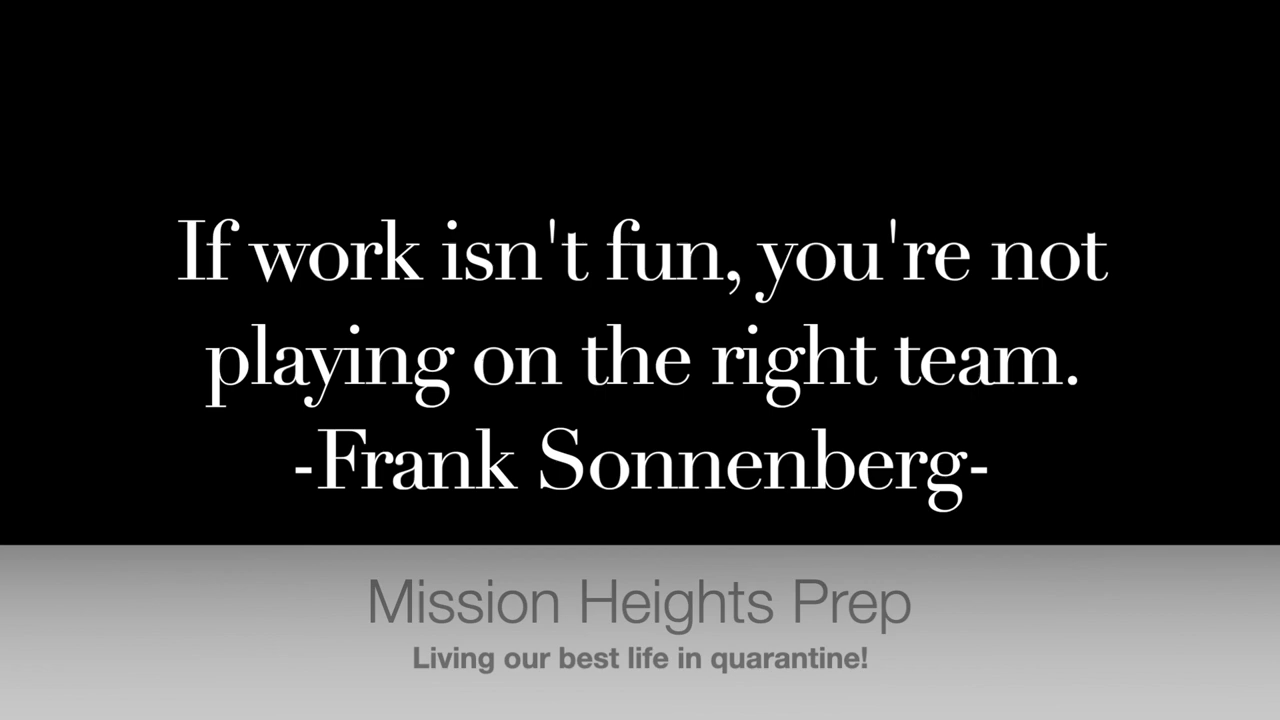 If work isn't fun, you're not
playing on the right team.
-Frank Sonnenberg-
Mission Heights Prep
Living our best life in quarantine!